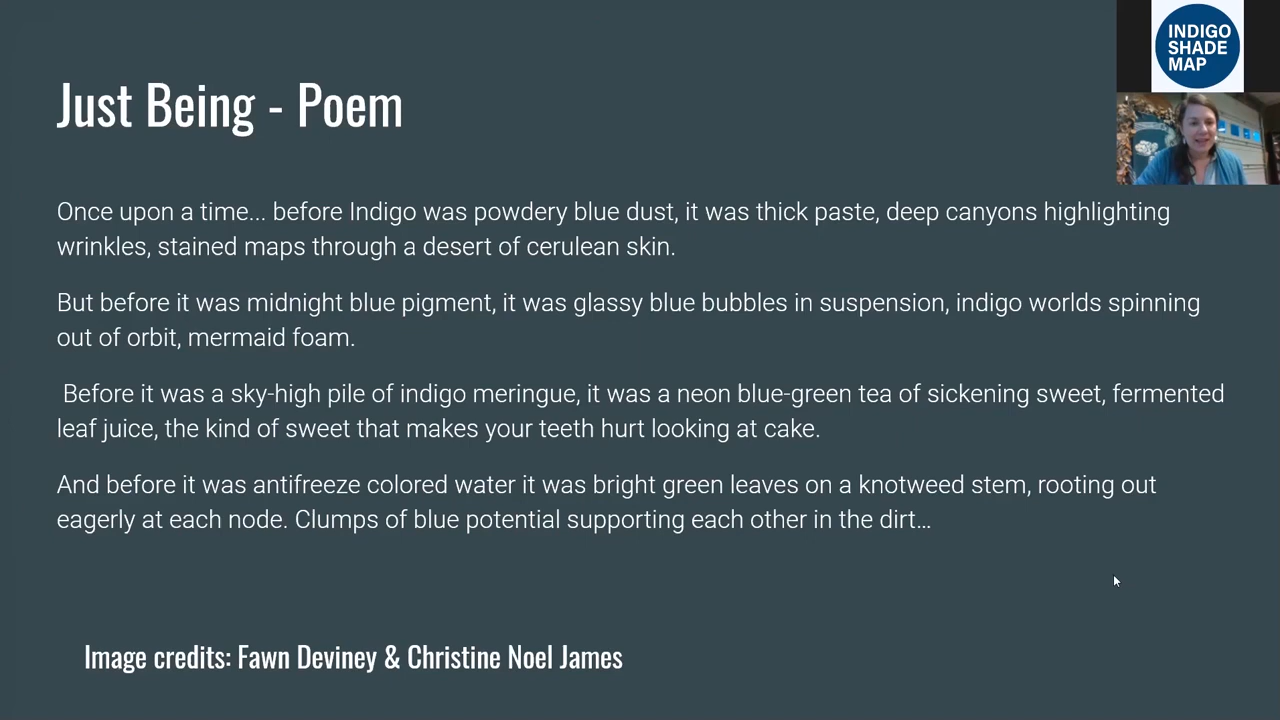 Just Being - Poem
INDIGO
SHADE
MAP
Once upon a time... before Indigo was powdery blue dust, it was thick paste, deep canyons highlighting
wrinkles, stained maps through a desert of cerulean skin.
But before it was midnight blue pigment, it was glassy blue bubbles in suspension, indigo worlds spinning
out of orbit, mermaid foam.
Before it was a sky-high pile of indigo meringue, it was a neon blue-green tea of sickening sweet, fermented
leaf juice, the kind of sweet that makes your teeth hurt looking at cake.
And before it was antifreeze colored water it was bright green leaves on a knotweed stem, rooting out
eagerly at each node. Clumps of blue potential supporting each other in the dirt...
Image credits: Fawn Deviney & Christine Noel James